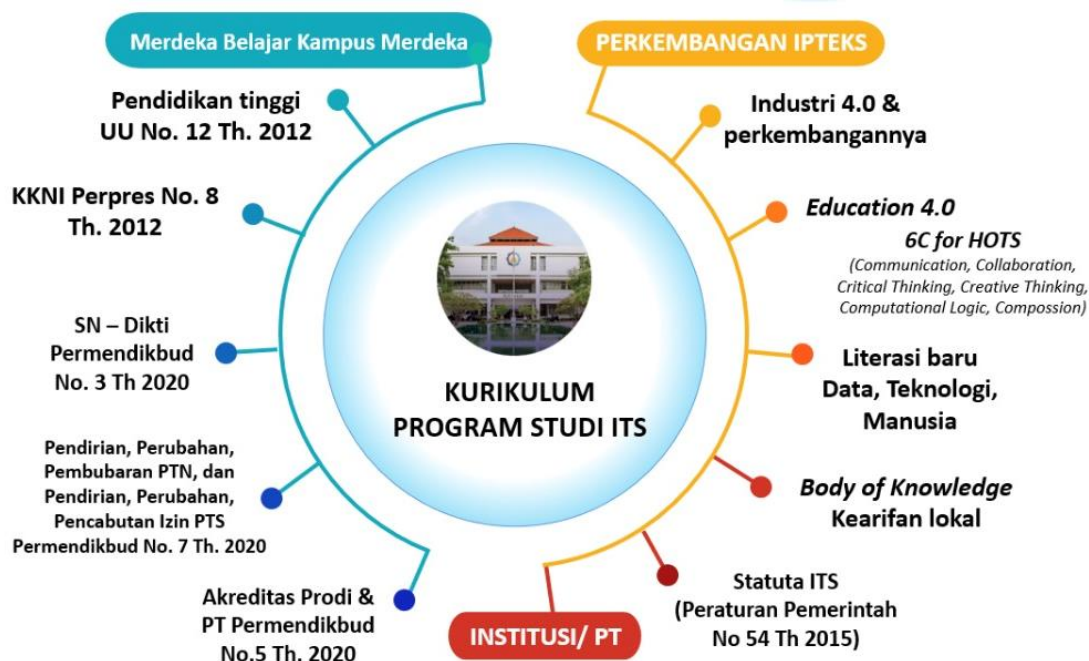 Merdeka Belajar Kampus Merdeka
Pendidikan tinggi
UU No. 12 Th. 2012
KKNI Perpres No. 8
Th. 2012
SN – Dikti
Permendikbud
No. 3 Th 2020
Pendirian, Perubahan,
Pembubaran PTN, dan
Pendirian, Perubahan,
Pencabutan Izin PTS
Permendikbud No. 7 Th. 2020
Akreditas Prodi &
PT Permendikbud
No.5 Th. 2020
KURIKULUM
PROGRAM STUDI ITS
PERKEMBANGAN IPTEKS
Industri 4.0 &
perkembangannya
Education 4.0
6C for HOTS
(Communication, Collaboration,
Critical Thinking, Creative Thinking,
Computational Logic, Compossion)
Literasi baru
Data, Teknologi,
Manusia
Body of Knowledge
Kearifan lokal
Statuta ITS
(Peraturan Pemerintah
No 54 Th 2015)
INSTITUSI/ PT